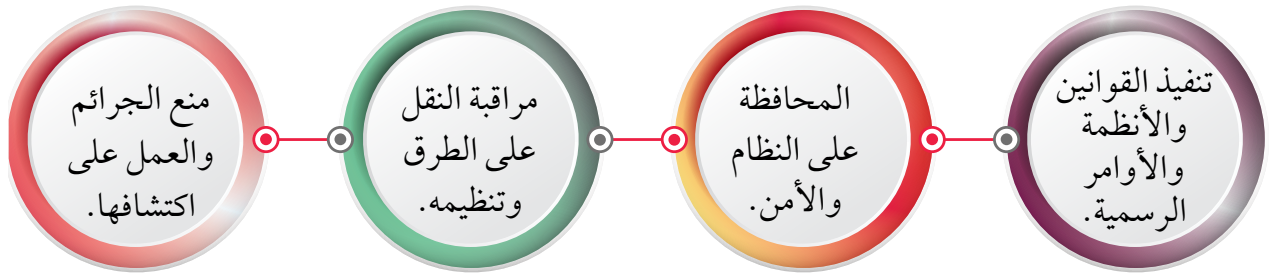 تنفيذ القوانين
والأنظمة
والأوامر
الرسمية.
المحافظة
على النظام
والأمن.
مراقبة النقل
على الطرق
وتنظيمه.
منع الجرائم
والعمل على
اكتشافها.